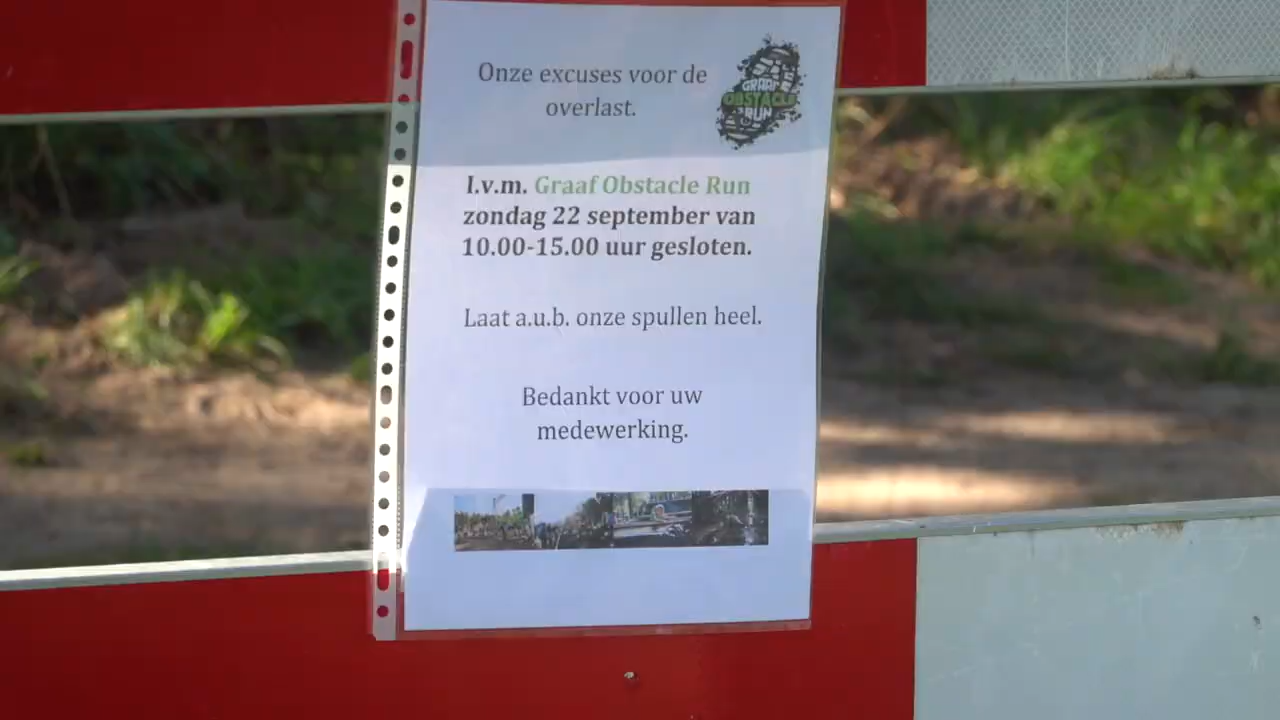 Onze excuses voor de
overlast.
GRAAF
OBSTACLE
RUN
I.v.m. Graaf Obstacle Run
zondag 22 september van
10.00-15.00 uur gesloten.
Laat a.u.b. onze spullen heel.
Bedankt voor uw
medewerking.